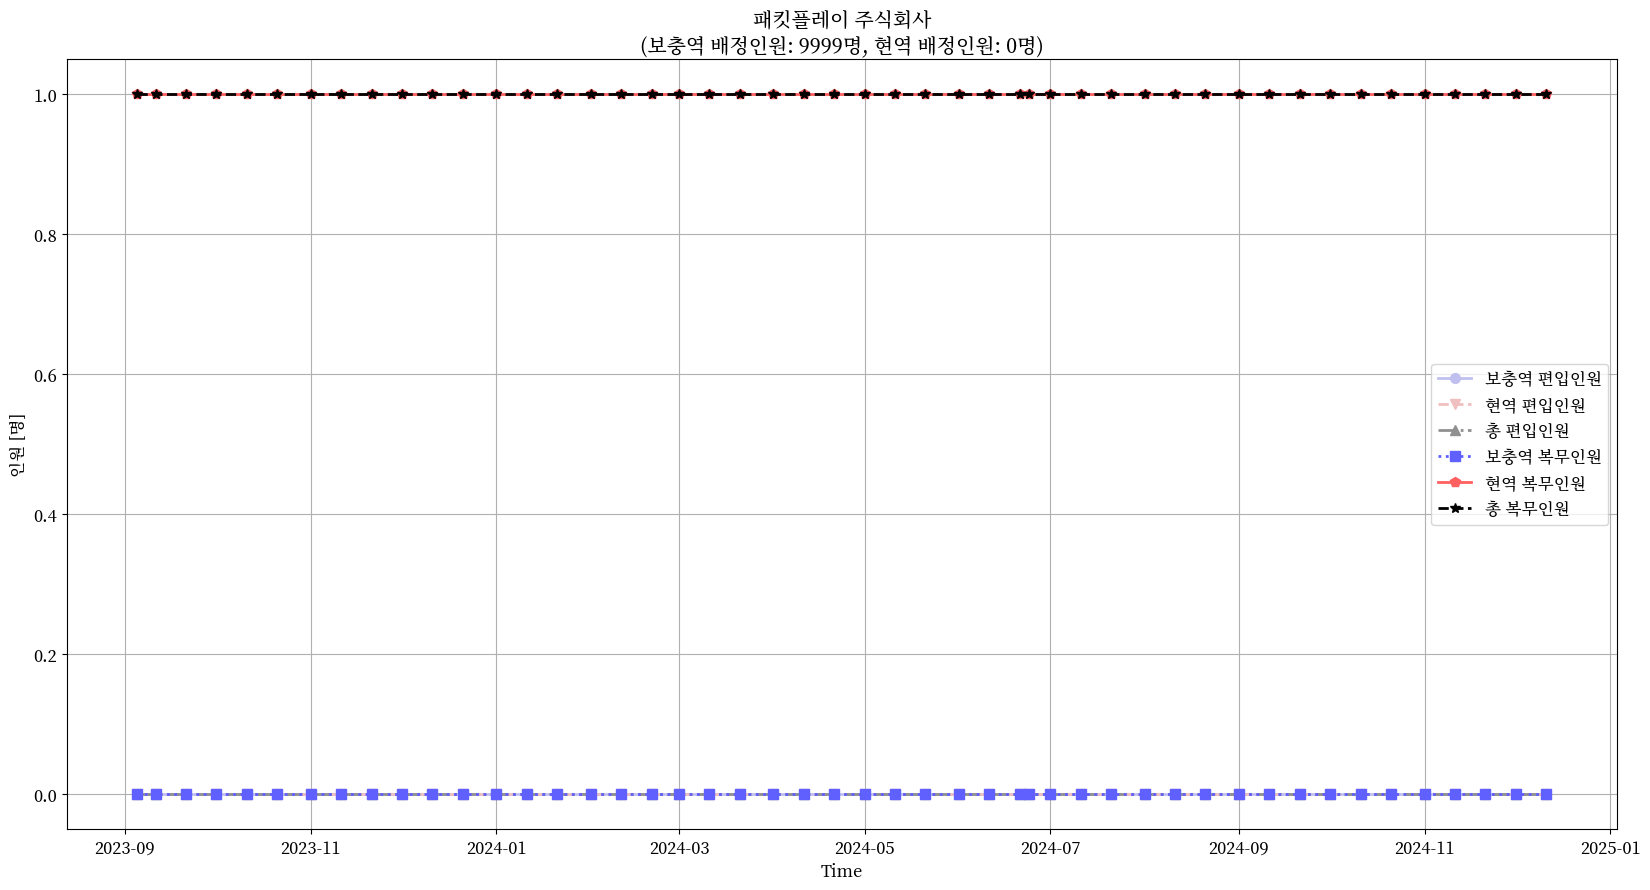 패킷플레이 주식회사
(보충역 배정인원: 9999명, 현역 배정인원: 0명)
1.0
0.8
0.6
0.4
0.2
0.0
인원 [명]
보충역 편입인원
현역 편입인원
총 편입인원
보충역 복무인원
현역 복무인원
총 복무인원
2023-09 2023-11 2024-01 2024-03 2024-05 2024-07 2024-09 2024-11 2025-01
Time